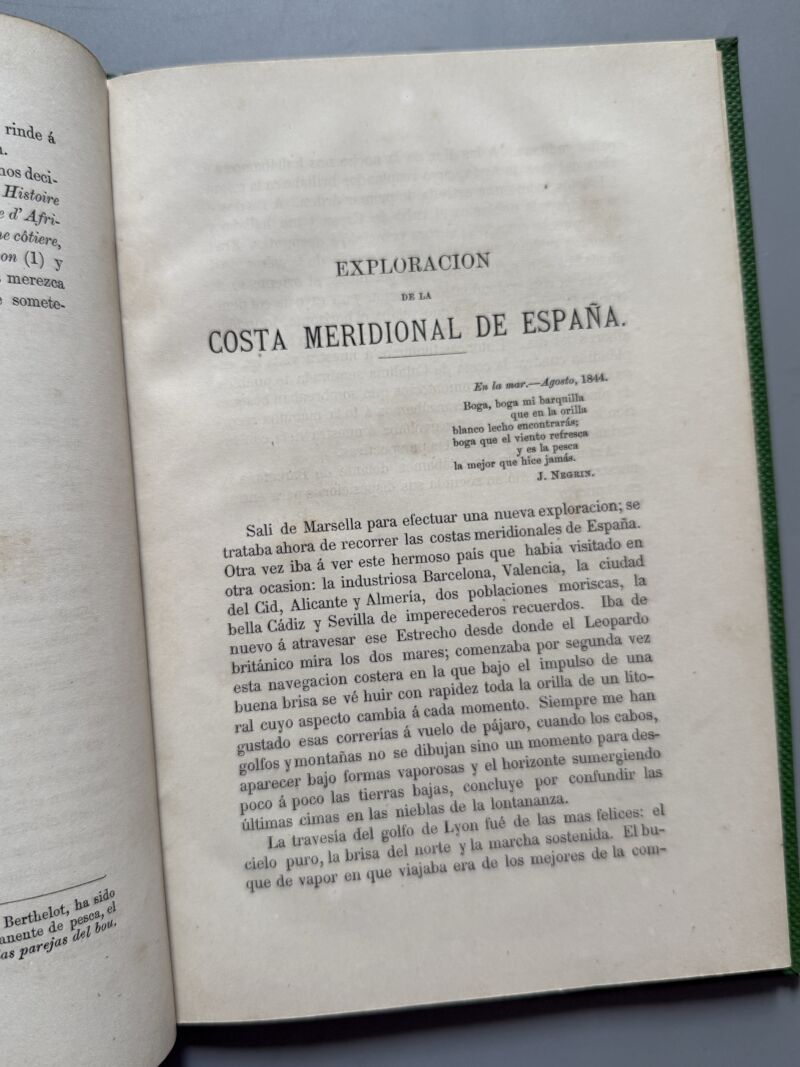 rinde á
nos deci-
Histoire
e d' Afri-
ne côtiere,
on (1) y
merezca
somete-
Berthelot, ha sido
anente de pesca, el
as parejas del bou.
EXPLORACION
DE LA
COSTA MERIDIONAL DE ESPAÑA.
En la mar.—Agosto, 1844.
Boga, boga mi barquilla
que en la orilla
blanco lecho encontrarás;
boga que el viento refresca
y es la pesca
la mejor que hice jamás.
J. NEGRIN.
Salí de Marsella para efectuar una nueva exploracion; se
trataba ahora de recorrer las costas meridionales de España.
Otra vez iba á ver este hermoso país que habia visitado en
otra ocasion: la industriosa Barcelona, Valencia, la ciudad
del Cid, Alicante y Almería, dos poblaciones moriscas, la
bella Cádiz y Sevilla de imperecederos recuerdos. Iba de
nuevo á atravesar ese Estrecho desde donde el Leopardo
británico mira los dos mares; comenzaba por segunda vez
esta navegacion costera en la que bajo el impulso de una
buena brisa se vé huir con rapidez toda la orilla de un lito-
ral cuyo aspecto cambia á cada momento. Siempre me han
gustado esas correrías á vuelo de pájaro, cuando los cabos,
golfos y montañas no se dibujan sino un momento para des-
aparecer bajo formas vaporosas y el horizonte sumergiendo
poco á poco las tierras bajas, concluye por confundir las
últimas cimas en las nieblas de la lontananza.
La travesía del golfo de Lyon fué de las mas felices: el
cielo puro, la brisa del norte y la marcha sostenida. El bu-
que de vapor en que viajaba era de los mejores de la com-